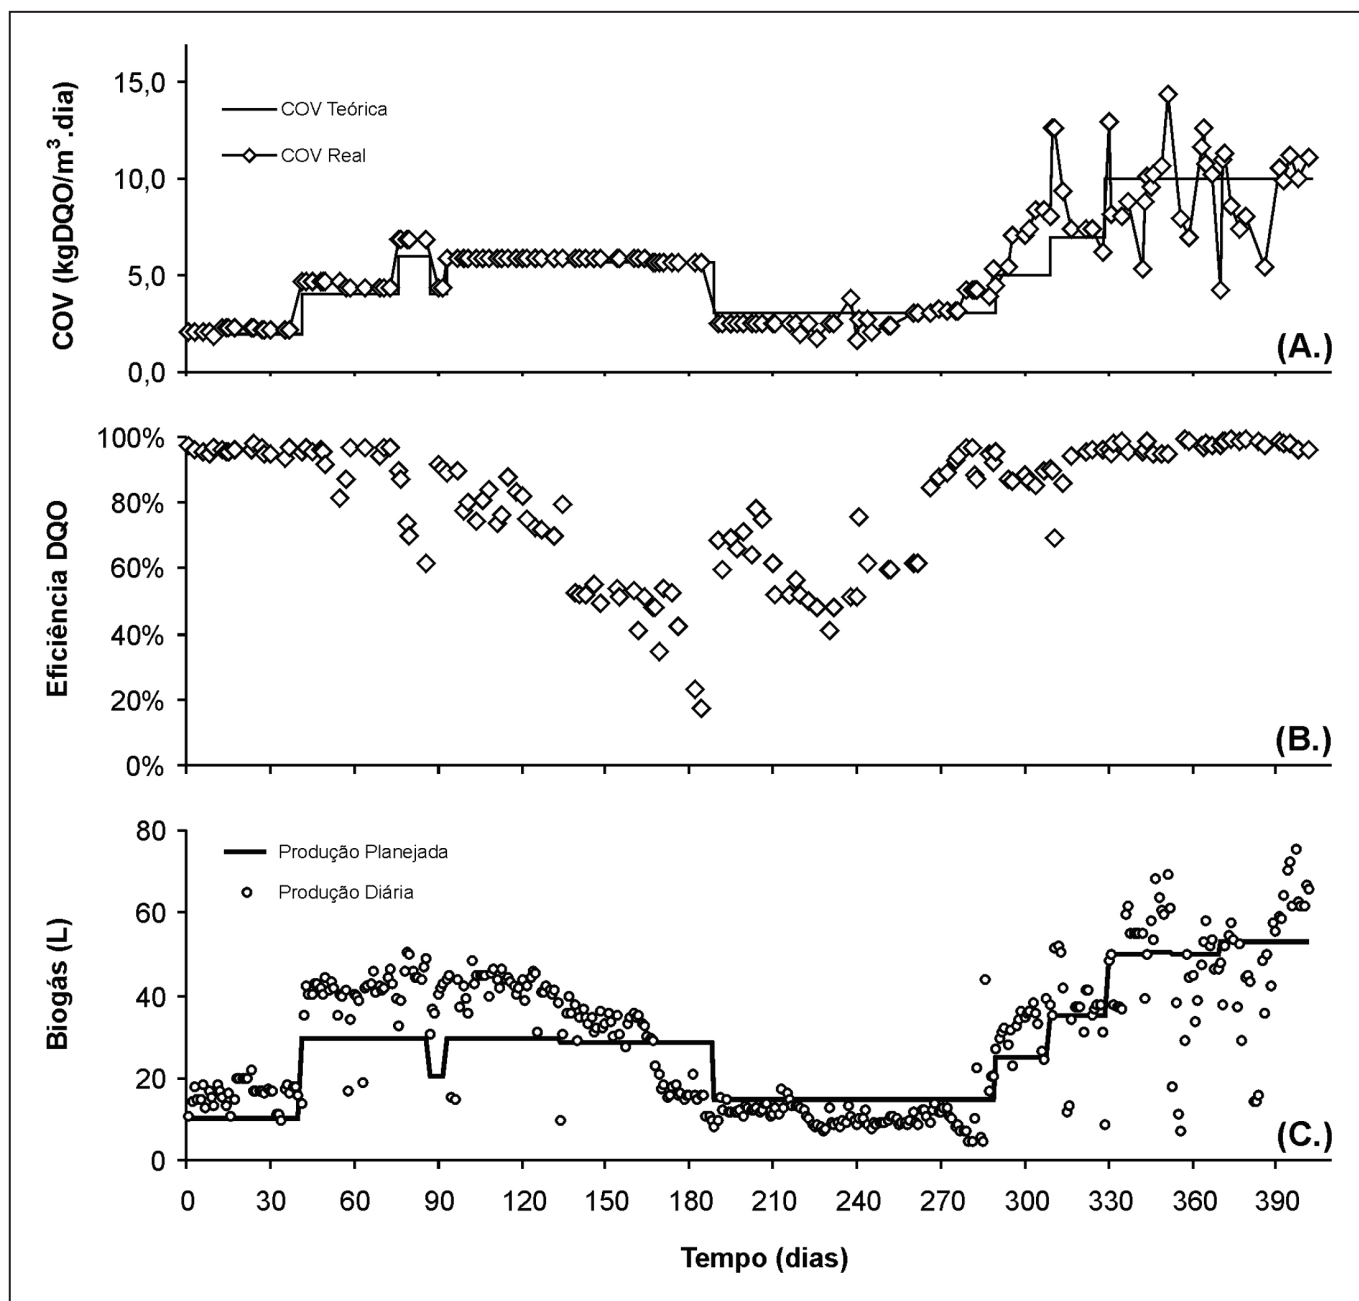 COV (kgDQO/m³.dia)
15,0
10,0
5,0
0,0
COV Teórica
COV Real
(A.)
Eficiência DQO
100%
80%
60%
40%
20%
0%
(B.)
Biogás (L)
80
60
40
20
0
Produção Planejada
Produção Diária
(C.)
0 30 60 90 120 150 180 210 240 270 300 330 360 390
Tempo (dias)